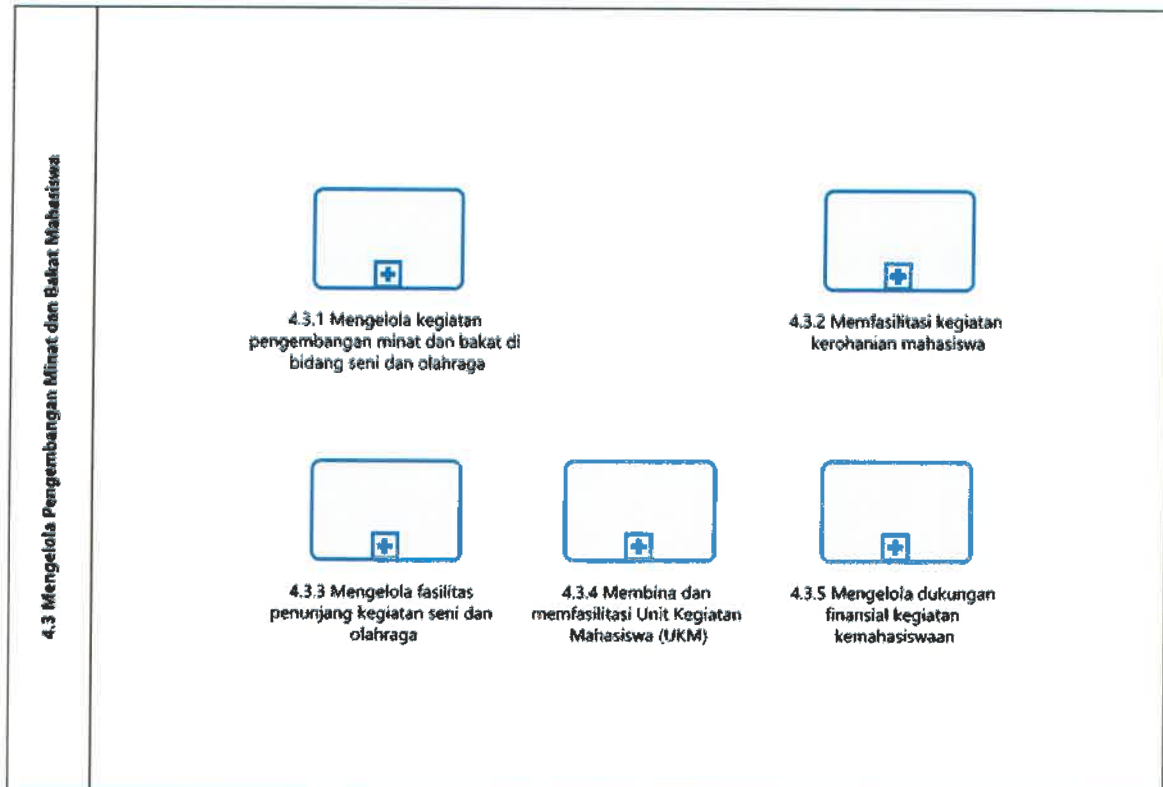 4.3 Mengelola Pengembangan Minat dan Bakat Mahasiswa
4.3.1 Mengelola kegiatan
pengembangan minat dan bakat di
bidang seni dan olahraga
4.3.2 Memfasilitasi kegiatan
kerohanian mahasiswa
4.3.3 Mengelola fasilitas
penunjang kegiatan seni dan
olahraga
4.3.4 Membina dan
memfasilitasi Unit Kegiatan
Mahasiswa (UKM)
4.3.5 Mengelola dukungan
finansial kegiatan
kemahasiswaan